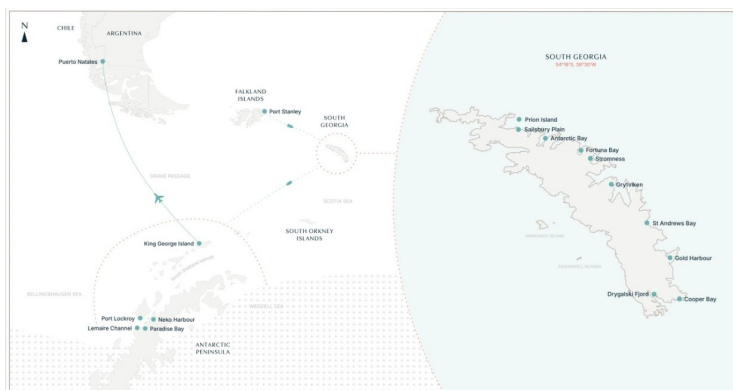 N
CHILE
ARGENTINA
Puerto Natales
FALKLAND
ISLANDS
Port Stanley
SOUTH
GEORGIA
DRAKE PASSAGE
SCOTIA SEA
King George Island
SOUTH ORKNEY
ISLANDS
BELLINGSHAUSEN SEA
WEDDELL SEA
Port Lockroy
Neko Harbour
Lemaire Channel
Paradise Bay
ANTARCTIC
PENINSULA
SOUTH GEORGIA
Prion Island
Sailsbury Plain
Antarctic Bay
Fortuna Bay
Stromness
Grytviken
St Andrews Bay
Gold Harbour
Drygalski Fjord
Cooper Bay